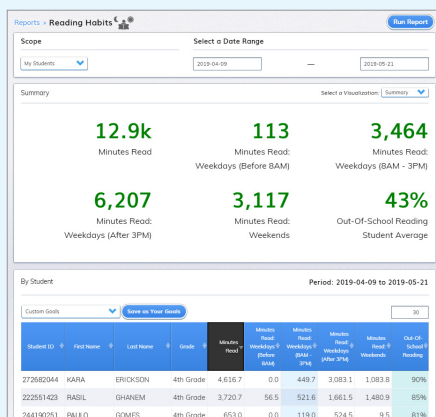 Reports › Reading Habits
Run Report
Scope
Select a Date Range
My Students
2019-04-09
—
2019-05-21
Summary
Select a Visualization:
Summary
12.9k
113
3,464
Minutes Read
Minutes Read:
Minutes Read:
Weekdays (Before 8AM)
Weekdays (8AM - 3PM)
6,207
3,117
43%
Minutes Read:
Minutes Read:
Out-Of-School Reading
Weekdays (After 3PM)
Weekends
Student Average
By Student
Period: 2019-04-09 to 2019-05-21
Custom Goals
Save as Your Goals
30
Student ID
First Name
Last Name
Grade
Minutes
Read
Minutes
Read:
Weekdays
(Before
8AM)
Minutes
Read:
Weekdays
(8AM -
3PM)
Minutes
Read:
Weekdays
(After 3PM)
Minutes
Read:
Weekends
Out-Of-
School
Reading
272682044 KARA ERICKSON 4th Grade 4,616.7 0.0 449.7 3,083.1 1,083.8 90%
222551423 RASIL GHANEM 4th Grade 3,720.7 56.5 521.6 1,661.5 1,480.9 85%
244190251 PAULO GOMES 4th Grade 653.0 0.0 119.0 524.5 9.5 81%